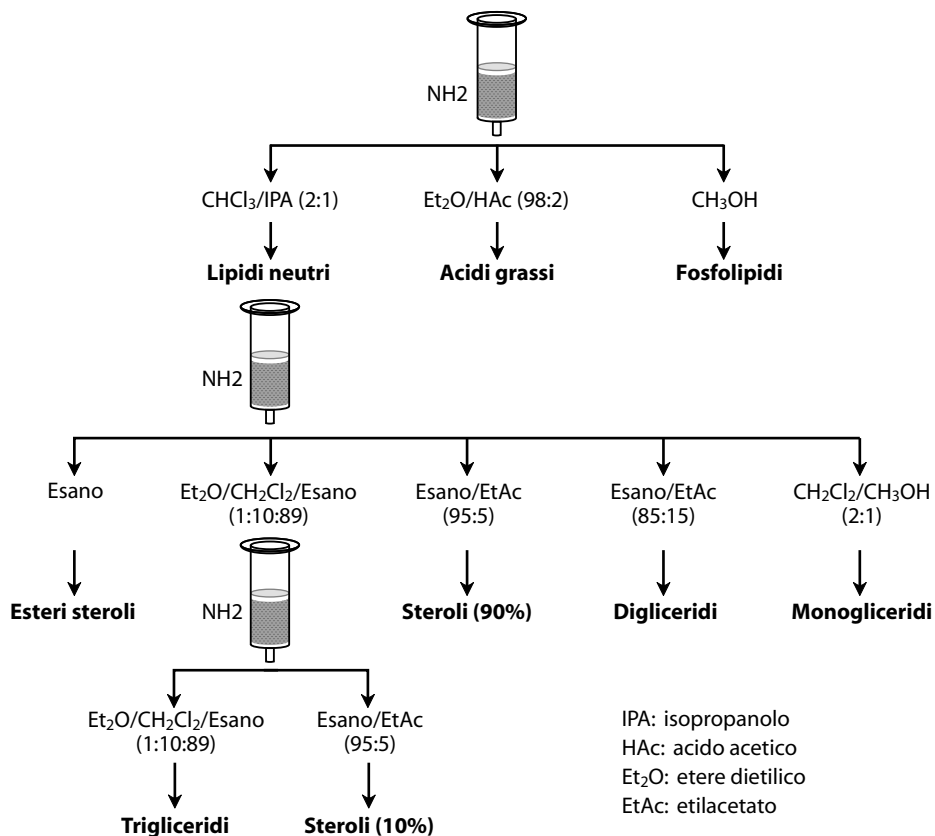 NH2
CHCl₃/IPA (2:1)
Et₂O/HAc (98:2)
CH₃OH
Lipidi neutri
Acidi grassi
Fosfolipidi
NH2
Esano
Et₂O/CH₂Cl₂/Esano
(1:10:89)
Esano/EtAc
(95:5)
Esano/EtAc
(85:15)
CH₂Cl₂/CH₃OH
(2:1)
Esteri steroli
NH2
Steroli (90%)
Digliceridi
Monogliceridi
Et₂O/CH₂Cl₂/Esano
(1:10:89)
Esano/EtAc
(95:5)
Trigliceridi
Steroli (10%)
IPA: isopropanolo
HAc: acido acetico
Et₂O: etere dietilico
EtAc: etilacetato